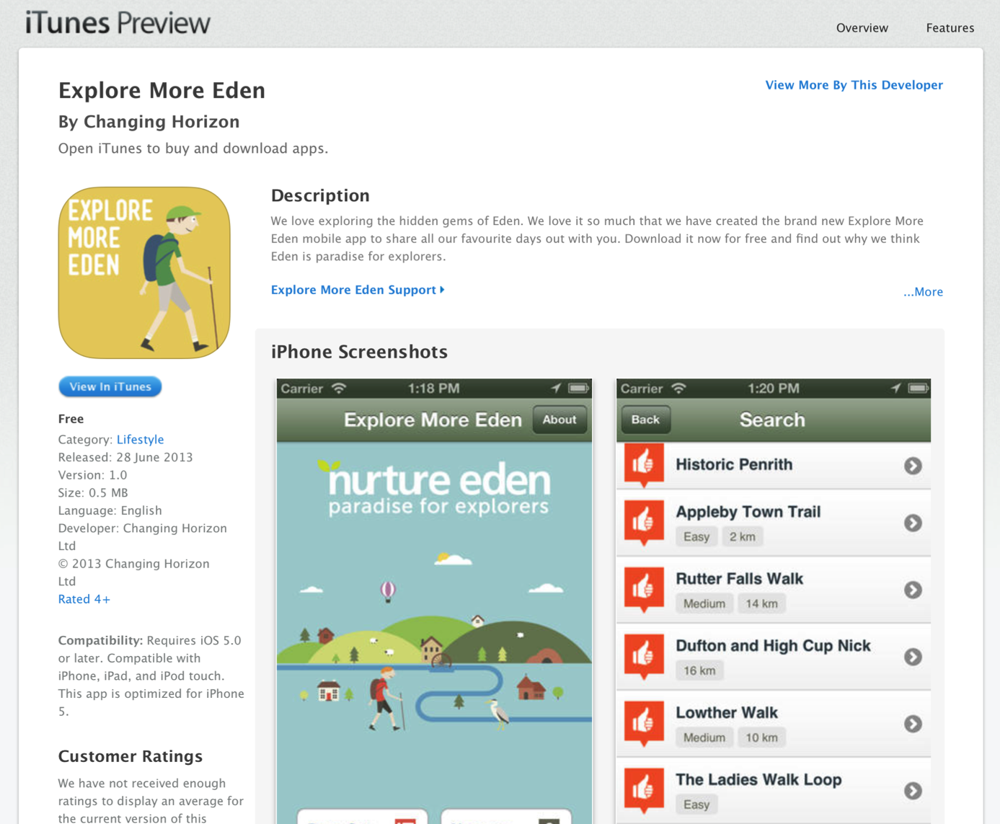 iTunes Preview
Overview
Features
Explore More Eden
View More By This Developer
By Changing Horizon
Open iTunes to buy and download apps.
EXPLORE
MORE
EDEN
Description
We love exploring the hidden gems of Eden. We love it so much that we have created the brand new Explore More
Eden mobile app to share all our favourite days out with you. Download it now for free and find out why we think
Eden is paradise for explorers.
Explore More Eden Support
...More
View In iTunes
Free
Category: Lifestyle
Released: 28 June 2013
Version: 1.0
Size: 0.5 MB
Language: English
Developer: Changing Horizon
Ltd
© 2013 Changing Horizon
Ltd
Rated 4+
Compatibility: Requires iOS 5.0
or later. Compatible with
iPhone, iPad, and iPod touch.
This app is optimized for iPhone
5.
Customer Ratings
We have not received enough
ratings to display an average for
the current version of this
iPhone Screenshots
Carrier
1:18 PM
Explore More Eden
About
nurture eden
paradise for explorers
Carrier
1:20 PM
Back
Search
Historic Penrith
Appleby Town Trail
Easy
2 km
Rutter Falls Walk
Medium
14 km
Dufton and High Cup Nick
16 km
Lowther Walk
Medium
10 km
The Ladies Walk Loop
Easy